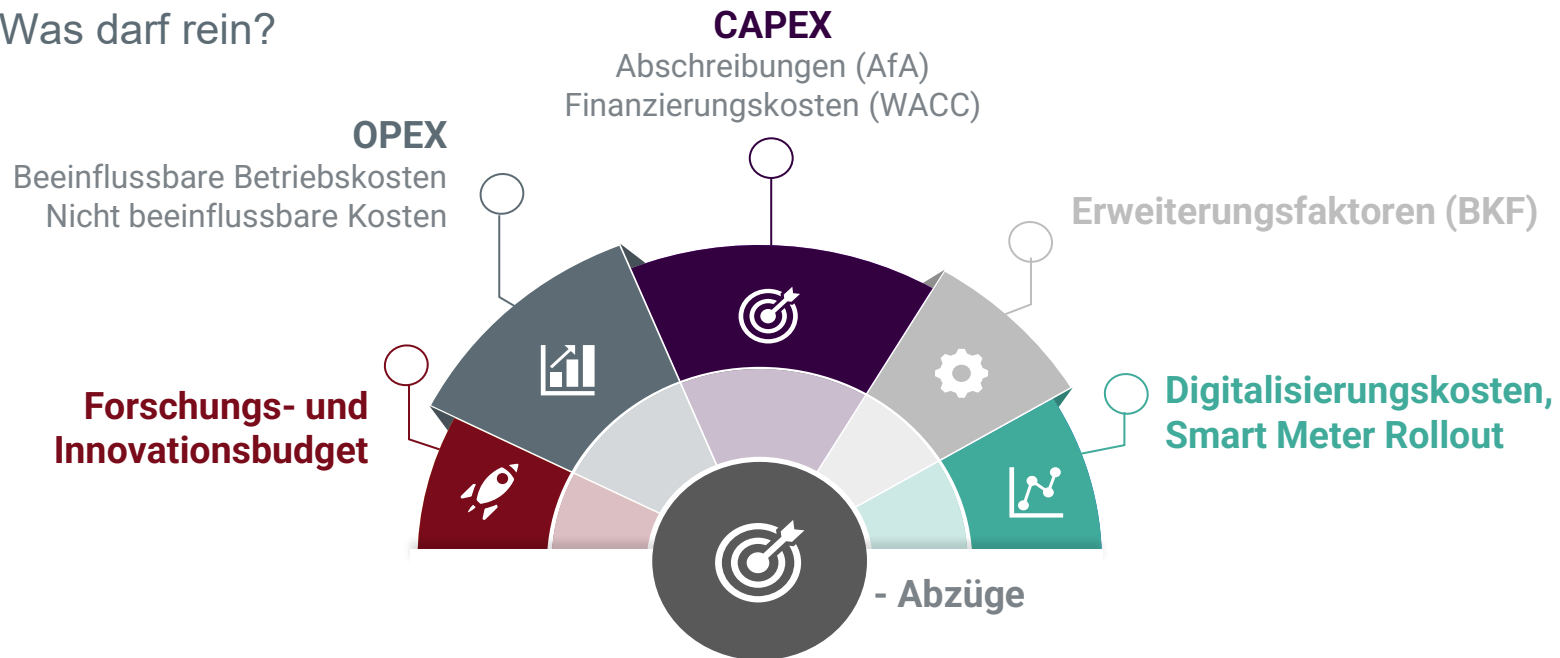 Was darf rein?
CAPEX
Abschreibungen (AfA)
Finanzierungskosten (WACC)
OPEX
Beeinflussbare Betriebskosten
Nicht beeinflussbare Kosten
Erweiterungsfaktoren (BKF)
Forschungs- und
Innovationsbudget
Digitalisierungskosten,
Smart Meter Rollout
- Abzüge